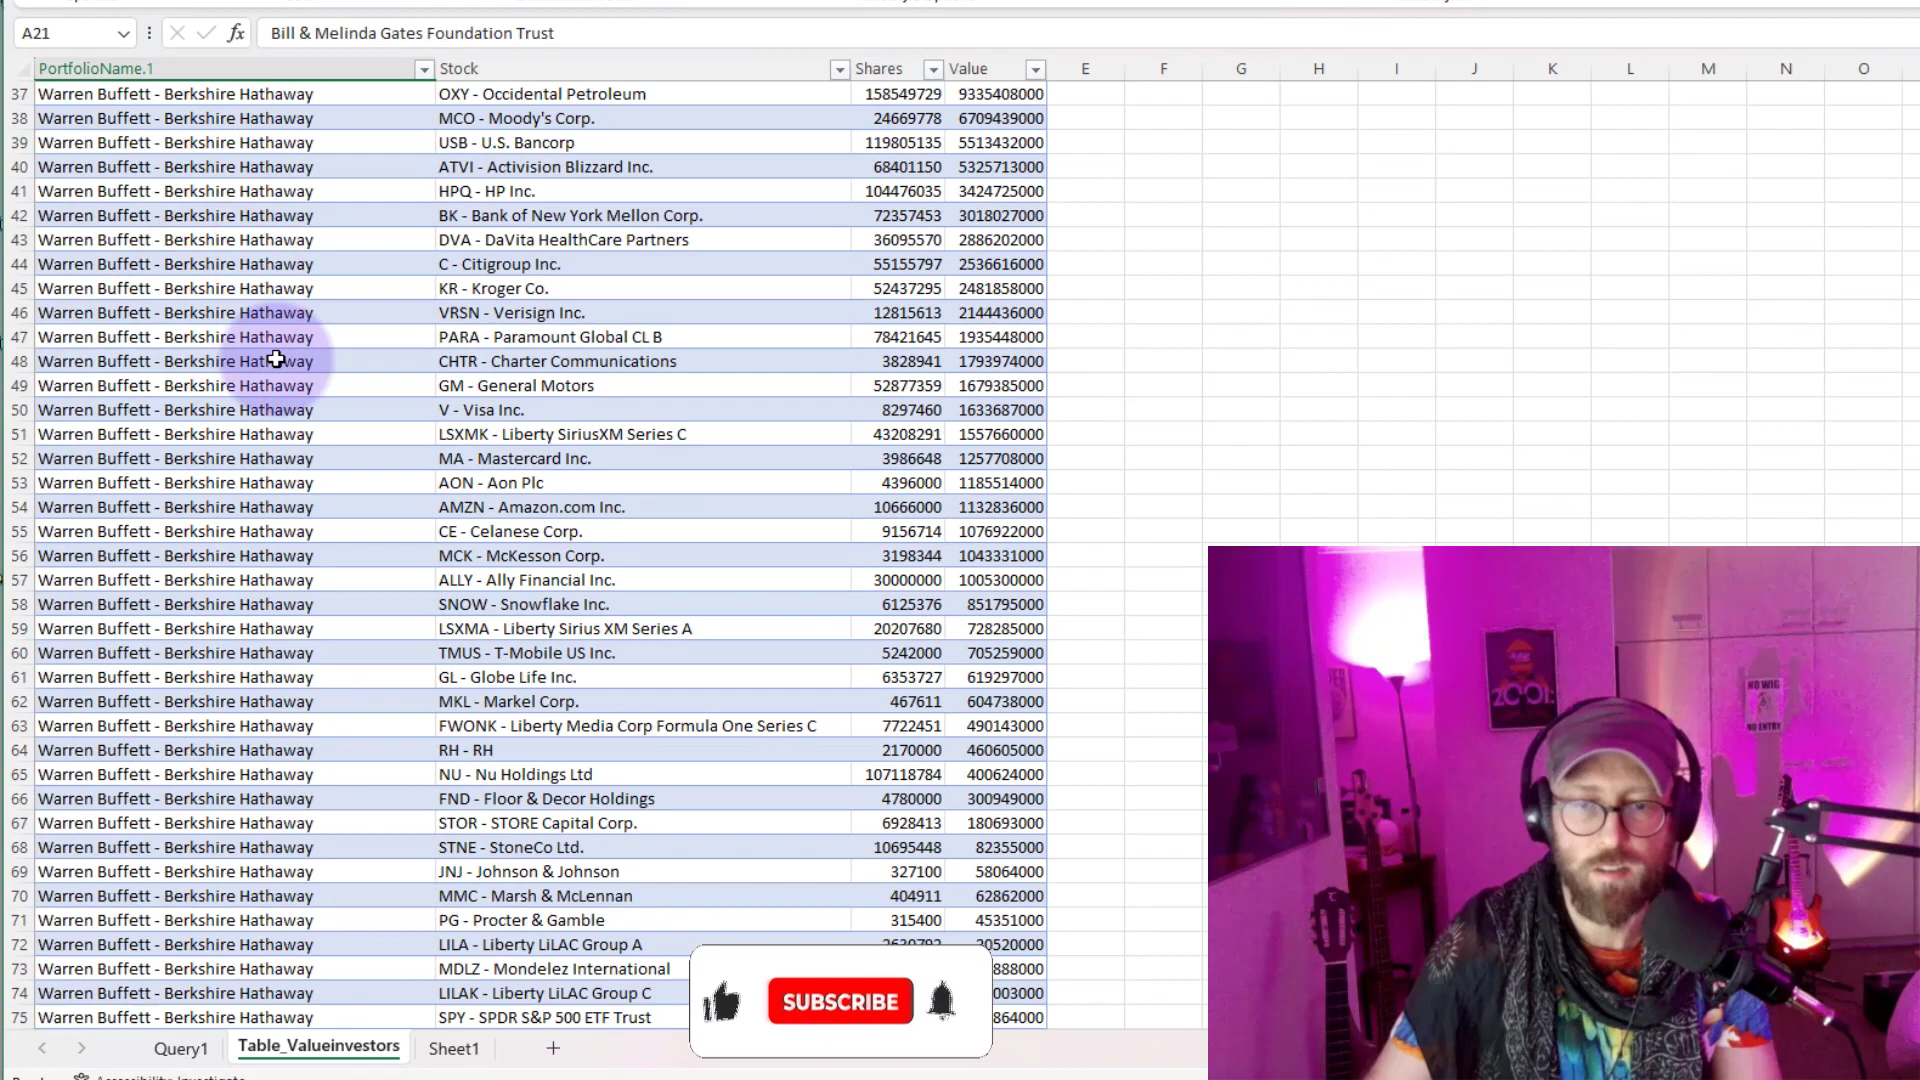 A21 fx Bill & Melinda Gates Foundation Trust
PortfolioName.1 Stock Shares Value E F G H I J K L M N O
37 Warren Buffett - Berkshire Hathaway OXY - Occidental Petroleum 158549729 9335408000
38 Warren Buffett - Berkshire Hathaway MCO - Moody's Corp. 24669778 6709439000
39 Warren Buffett - Berkshire Hathaway USB - U.S. Bancorp 119805135 5513432000
40 Warren Buffett - Berkshire Hathaway ATVI - Activision Blizzard Inc. 68401150 5325713000
41 Warren Buffett - Berkshire Hathaway HPQ - HP Inc. 104476035 3424725000
42 Warren Buffett - Berkshire Hathaway BK - Bank of New York Mellon Corp. 72357453 3018027000
43 Warren Buffett - Berkshire Hathaway DVA - DaVita HealthCare Partners 36095570 2886202000
44 Warren Buffett - Berkshire Hathaway C - Citigroup Inc. 55155797 2536616000
45 Warren Buffett - Berkshire Hathaway KR - Kroger Co. 52437295 2481858000
46 Warren Buffett - Berkshire Hathaway VRSN - Verisign Inc. 12815613 2144436000
47 Warren Buffett - Berkshire Hathaway PARA - Paramount Global CL B 78421645 1935448000
48 Warren Buffett - Berkshire Hathaway CHTR - Charter Communications 3828941 1793974000
49 Warren Buffett - Berkshire Hathaway GM - General Motors 52877359 1679385000
50 Warren Buffett - Berkshire Hathaway V - Visa Inc. 8297460 1633687000
51 Warren Buffett - Berkshire Hathaway LSXMK - Liberty SiriusXM Series C 43208291 1557660000
52 Warren Buffett - Berkshire Hathaway MA - Mastercard Inc. 3986648 1257708000
53 Warren Buffett - Berkshire Hathaway AON - Aon Plc 4396000 1185514000
54 Warren Buffett - Berkshire Hathaway AMZN - Amazon.com Inc. 10666000 1132836000
55 Warren Buffett - Berkshire Hathaway CE - Celanese Corp. 9156714 1076922000
56 Warren Buffett - Berkshire Hathaway MCK - McKesson Corp. 3198344 1043331000
57 Warren Buffett - Berkshire Hathaway ALLY - Ally Financial Inc. 30000000 1005300000
58 Warren Buffett - Berkshire Hathaway SNOW - Snowflake Inc. 6125376 851795000
59 Warren Buffett - Berkshire Hathaway LSXMA - Liberty Sirius XM Series A 20207680 728285000
60 Warren Buffett - Berkshire Hathaway TMUS - T-Mobile US Inc. 5242000 705259000
61 Warren Buffett - Berkshire Hathaway GL - Globe Life Inc. 6353727 619297000
62 Warren Buffett - Berkshire Hathaway MKL - Markel Corp. 467611 604738000
63 Warren Buffett - Berkshire Hathaway FWONK - Liberty Media Corp Formula One Series C 7722451 490143000
64 Warren Buffett - Berkshire Hathaway RH - RH 2170000 460605000
65 Warren Buffett - Berkshire Hathaway NU - Nu Holdings Ltd 107118784 400624000
66 Warren Buffett - Berkshire Hathaway FND - Floor & Decor Holdings 4780000 300949000
67 Warren Buffett - Berkshire Hathaway STOR - STORE Capital Corp. 6928413 180693000
68 Warren Buffett - Berkshire Hathaway STNE - StoneCo Ltd. 10695448 82355000
69 Warren Buffett - Berkshire Hathaway JNJ - Johnson & Johnson 327100 58064000
70 Warren Buffett - Berkshire Hathaway MMC - Marsh & McLennan 404911 62862000
71 Warren Buffett - Berkshire Hathaway PG - Procter & Gamble 315400 45351000
72 Warren Buffett - Berkshire Hathaway LILA - Liberty LiLAC Group A 20520000
73 Warren Buffett - Berkshire Hathaway MDLZ - Mondelez International 888000
74 Warren Buffett - Berkshire Hathaway LILAK - Liberty LiLAC Group C 003000
75 Warren Buffett - Berkshire Hathaway SPY - SPDR S&P 500 ETF Trust 864000
SUBSCRIBE
Query1 Table_Valueinvestors Sheet1
2001:
NO WIG
NO ENTRY